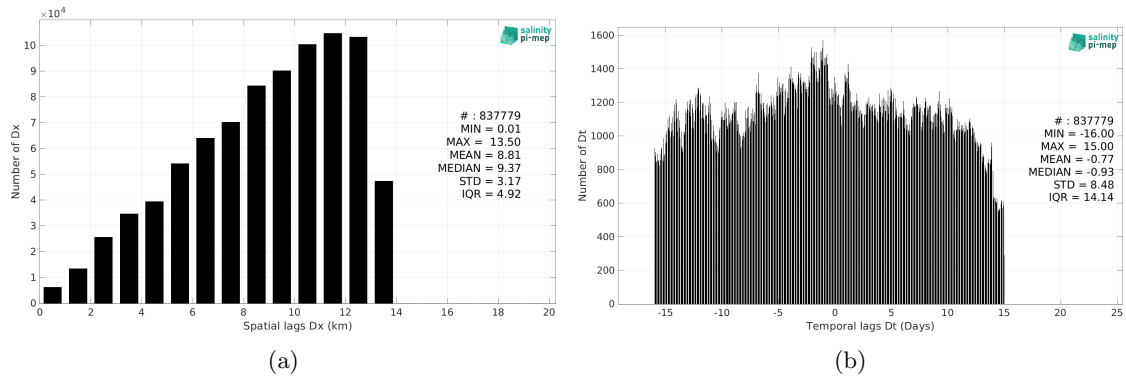 ×10⁴
10
9
8
7
6
5
4
3
2
1
0
Number of Dx
0 2 4 6 8 10 12 14 16 18 20
Spatial lags Dx (km)
salinity
pi-mep
# : 837779
MIN = 0.01
MAX = 13.50
MEAN = 8.81
MEDIAN = 9.37
STD = 3.17
IQR = 4.92
(a)
1600
1400
1200
1000
800
600
400
200
0
Number of Dt
-15 -10 -5 0 5 10 15 20 25
Temporal lags Dt (Days)
salinity
pi-mep
# : 837779
MIN = -16.00
MAX = 15.00
MEAN = -0.77
MEDIAN = -0.93
STD = 8.48
IQR = 14.14
(b)